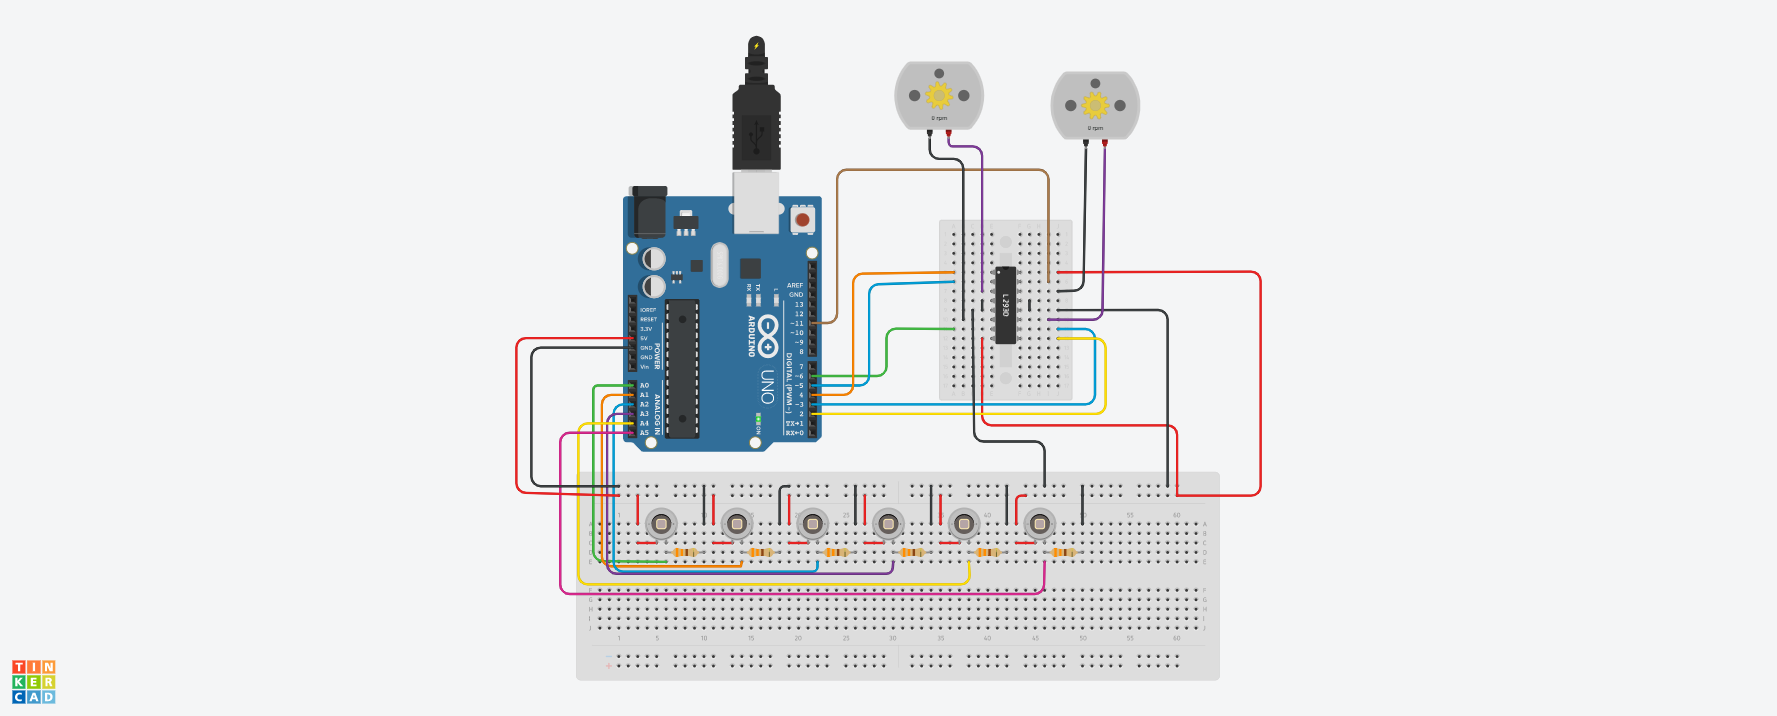 0 rpm
0 rpm
AREF
GND
13
12
~11
~10
~9
8
7
~6
~5
4
~3
2
TX→1
RX←0
RX
TX
L
IOREF
RESET
3.3V
5V
GND
GND
Vin
POWER
A0
A1
A2
A3
A4
A5
ANALOG IN
ARDUINO
UNO
DIGITAL (PWM~)
ON
L293D
1 5 10 15 20 25 30 35 40 45 50 55 60
A
B
C
D
E
F
G
H
I
J
TIN
KER
CAD